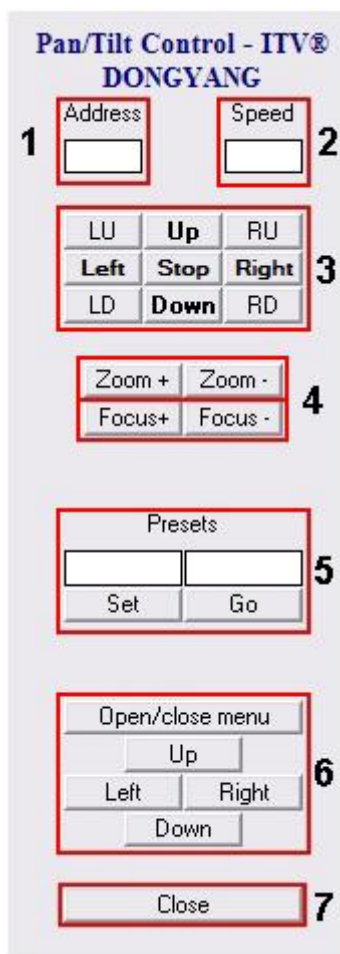 Pan/Tilt Control - ITV®
DONGYANG
1 Address Speed 2
LU Up RU
Left Stop Right 3
LD Down RD
Zoom + Zoom -
4
Focus+ Focus -
Presets
5
Set Go
Open/close menu
Up
6
Left Right
Down
Close 7